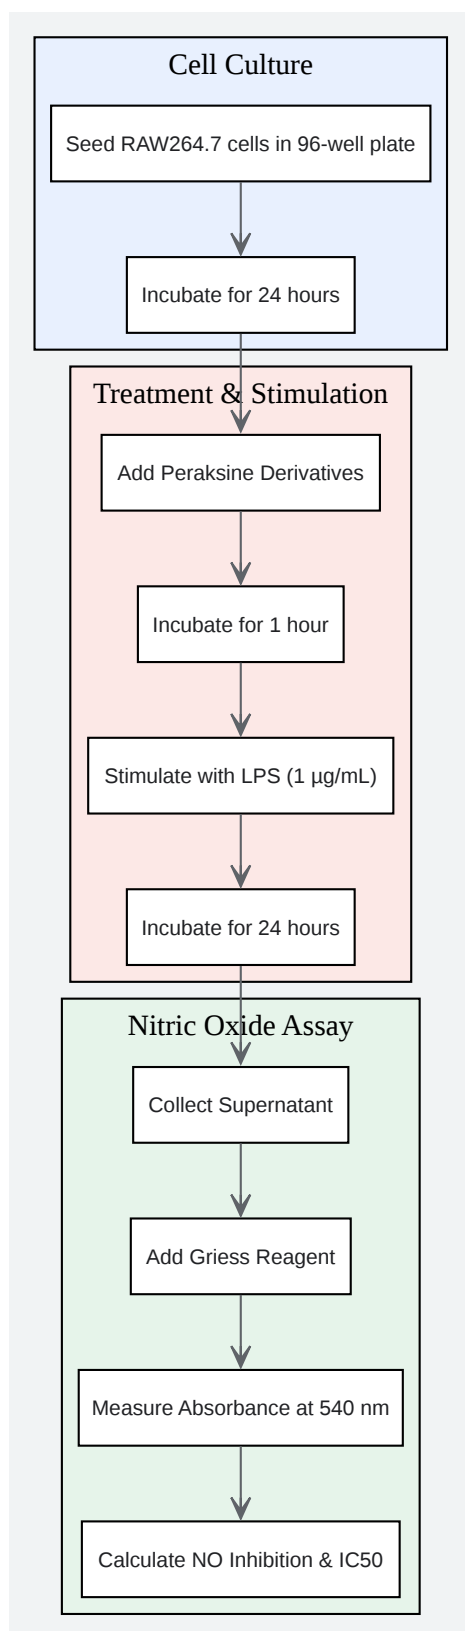 Cell Culture
Seed RAW264.7 cells in 96-well plate
Incubate for 24 hours
Treatment & Stimulation
Add Peraksine Derivatives
Incubate for 1 hour
Stimulate with LPS (1 µg/mL)
Incubate for 24 hours
Nitric Oxide Assay
Collect Supernatant
Add Griess Reagent
Measure Absorbance at 540 nm
Calculate NO Inhibition & IC50